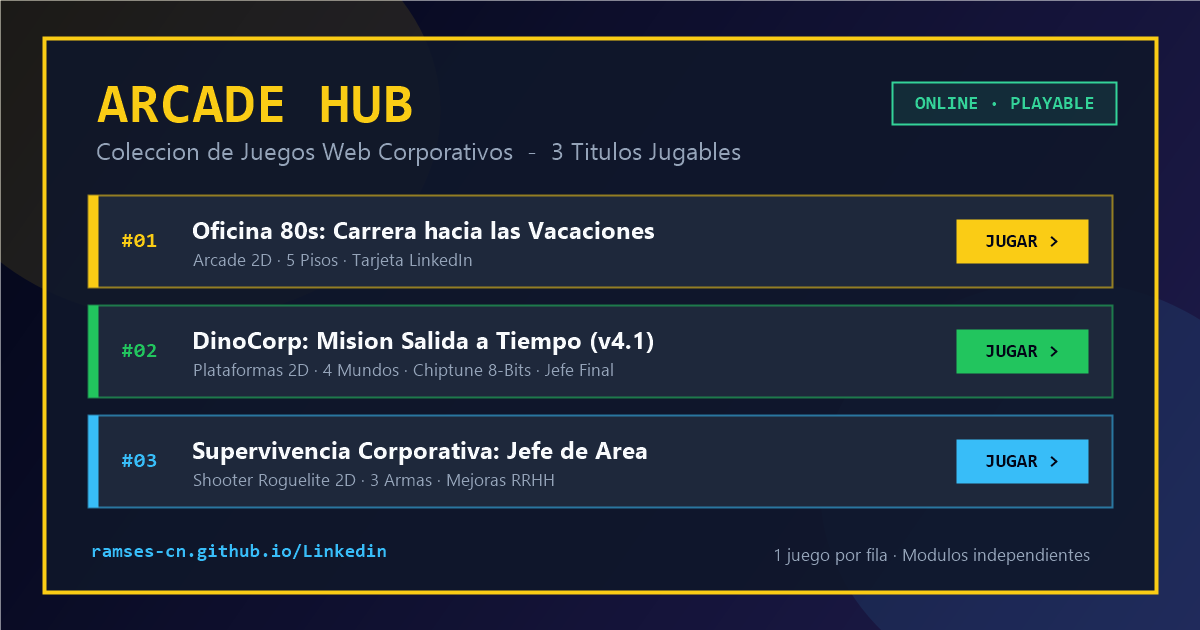 ARCADE HUB
ONLINE · PLAYABLE
Coleccion de Juegos Web Corporativos - 3 Titulos Jugables
#01
Oficina 80s: Carrera hacia las Vacaciones
Arcade 2D · 5 Pisos · Tarjeta LinkedIn
JUGAR >
#02
DinoCorp: Mision Salida a Tiempo (v4.1)
Plataformas 2D · 4 Mundos · Chiptune 8-Bits · Jefe Final
JUGAR >
#03
Supervivencia Corporativa: Jefe de Area
Shooter Roguelite 2D · 3 Armas · Mejoras RRHH
JUGAR >
ramses-cn.github.io/Linkedin
1 juego por fila · Modulos independientes